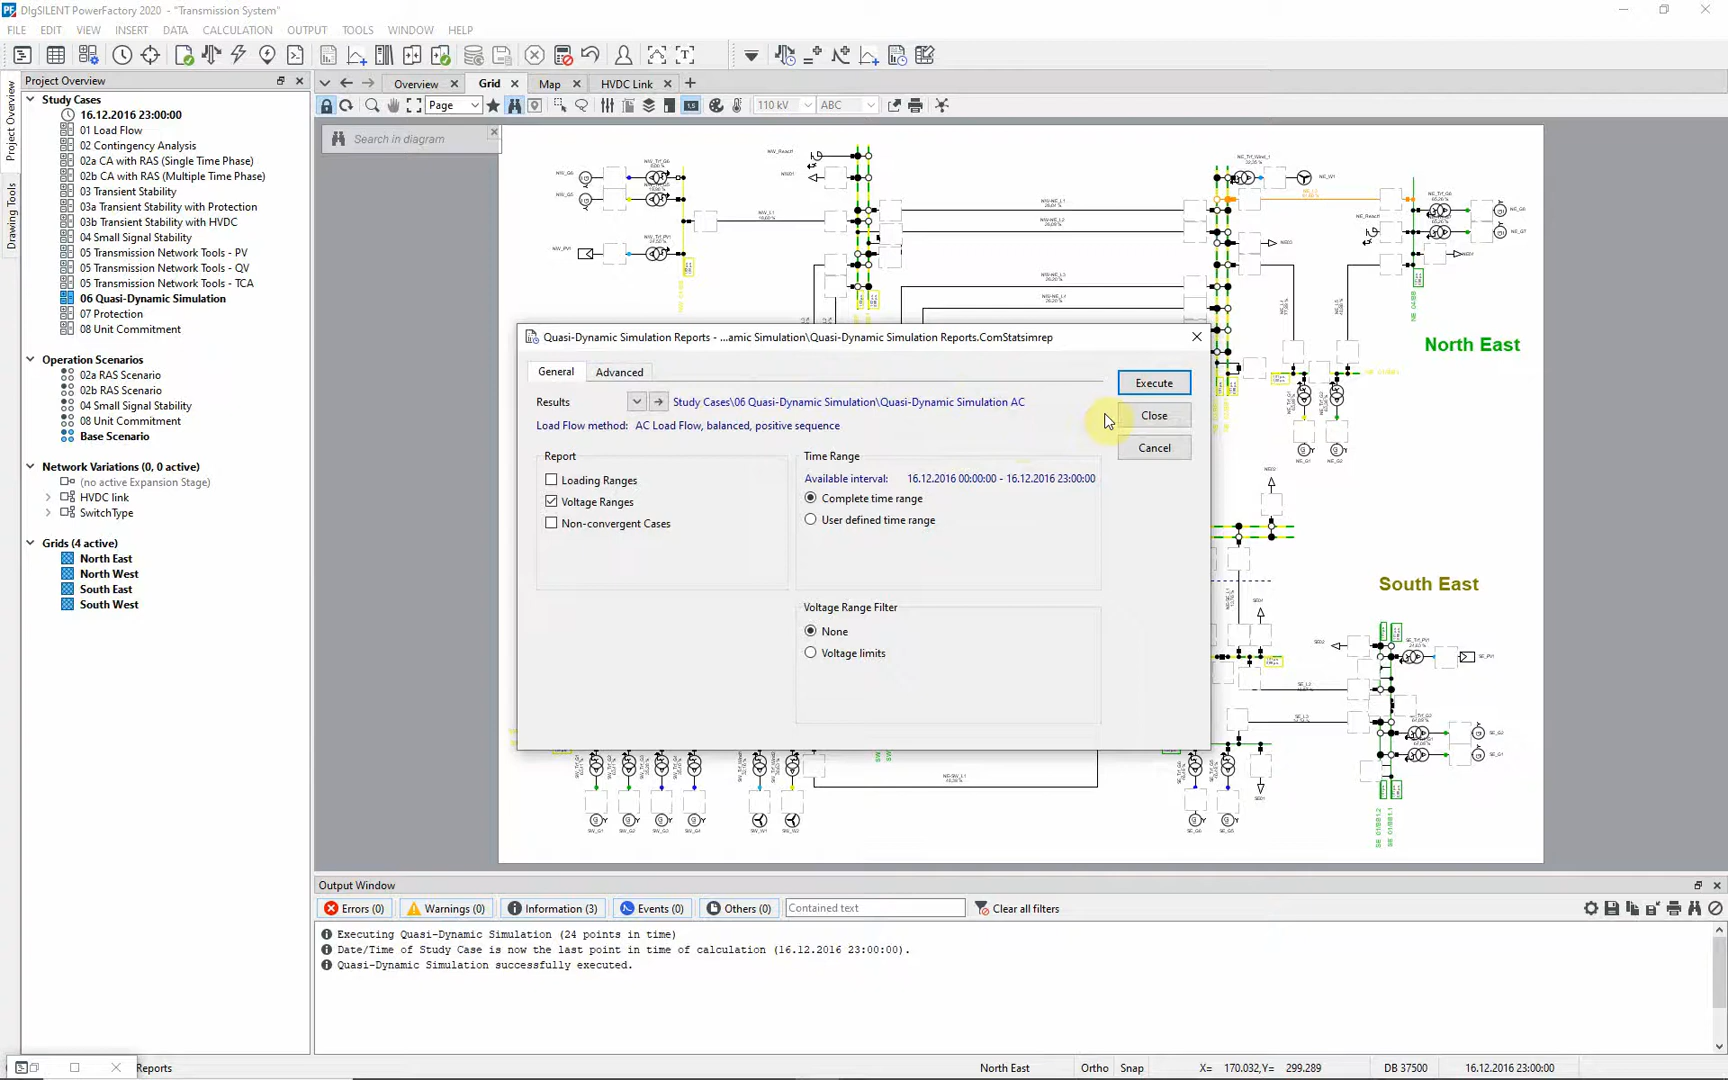 DIgSILENT PowerFactory 2020 - "Transmission System"
FILE EDIT VIEW INSERT DATA CALCULATION OUTPUT TOOLS WINDOW HELP
Project Overview
Drawing Tools
Project Overview
Study Cases
16.12.2016 23:00:00
01 Load Flow
02 Contingency Analysis
02a CA with RAS (Single Time Phase)
02b CA with RAS (Multiple Time Phase)
03 Transient Stability
03a Transient Stability with Protection
03b Transient Stability with HVDC
04 Small Signal Stability
05 Transmission Network Tools - PV
05 Transmission Network Tools - QV
05 Transmission Network Tools - TCA
06 Quasi-Dynamic Simulation
07 Protection
08 Unit Commitment
Operation Scenarios
02a RAS Scenario
02b RAS Scenario
04 Small Signal Stability
Base Scenario
Network Variations (0, 0 active)
(no active Expansion Stage)
HVDC link
SwitchType
Grids (4 active)
North East
North West
South East
South West
Overview Grid Map HVDC Link
Page 110 kV ABC
Search in diagram
North East
South East
Quasi-Dynamic Simulation Reports - ...amic Simulation\Quasi-Dynamic Simulation Reports.ComStatsimrep
General Advanced
Results Study Cases\06 Quasi-Dynamic Simulation\Quasi-Dynamic Simulation AC
Load Flow method: AC Load Flow, balanced, positive sequence
Report
Loading Ranges
Voltage Ranges
Non-convergent Cases
Time Range
Available interval: 16.12.2016 00:00:00 - 16.12.2016 23:00:00
Complete time range
User defined time range
Voltage Range Filter
None
Voltage limits
Execute
Close
Cancel
Output Window
Errors (0) Warnings (0) Information (3) Events (0) Others (0) Contained text Clear all filters
Executing Quasi-Dynamic Simulation (24 points in time)
Date/Time of Study Case is now the last point in time of calculation (16.12.2016 23:00:00).
Quasi-Dynamic Simulation successfully executed.
Reports North East Ortho Snap X= 170.032,Y= 299.289 DB 37500 16.12.2016 23:00:00